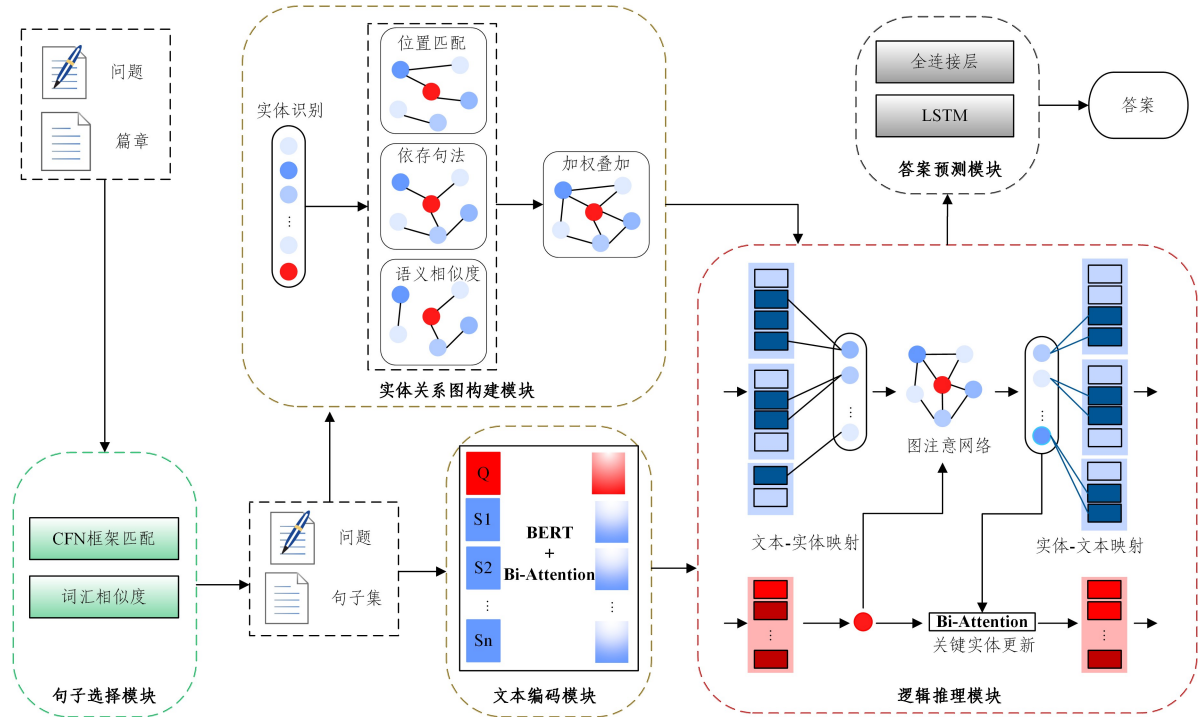 问题
篇章
CFN框架匹配
词汇相似度
句子选择模块
问题
句子集
实体识别
⋮
位置匹配
依存句法
语义相似度
加权叠加
实体关系图构建模块
Q
S1
S2
⋮
Sn
BERT
+
Bi-Attention
⋮
文本编码模块
⋮
图注意网络
⋮
文本-实体映射
实体-文本映射
⋮
Bi-Attention
关键实体更新
⋮
逻辑推理模块
全连接层
LSTM
答案预测模块
答案